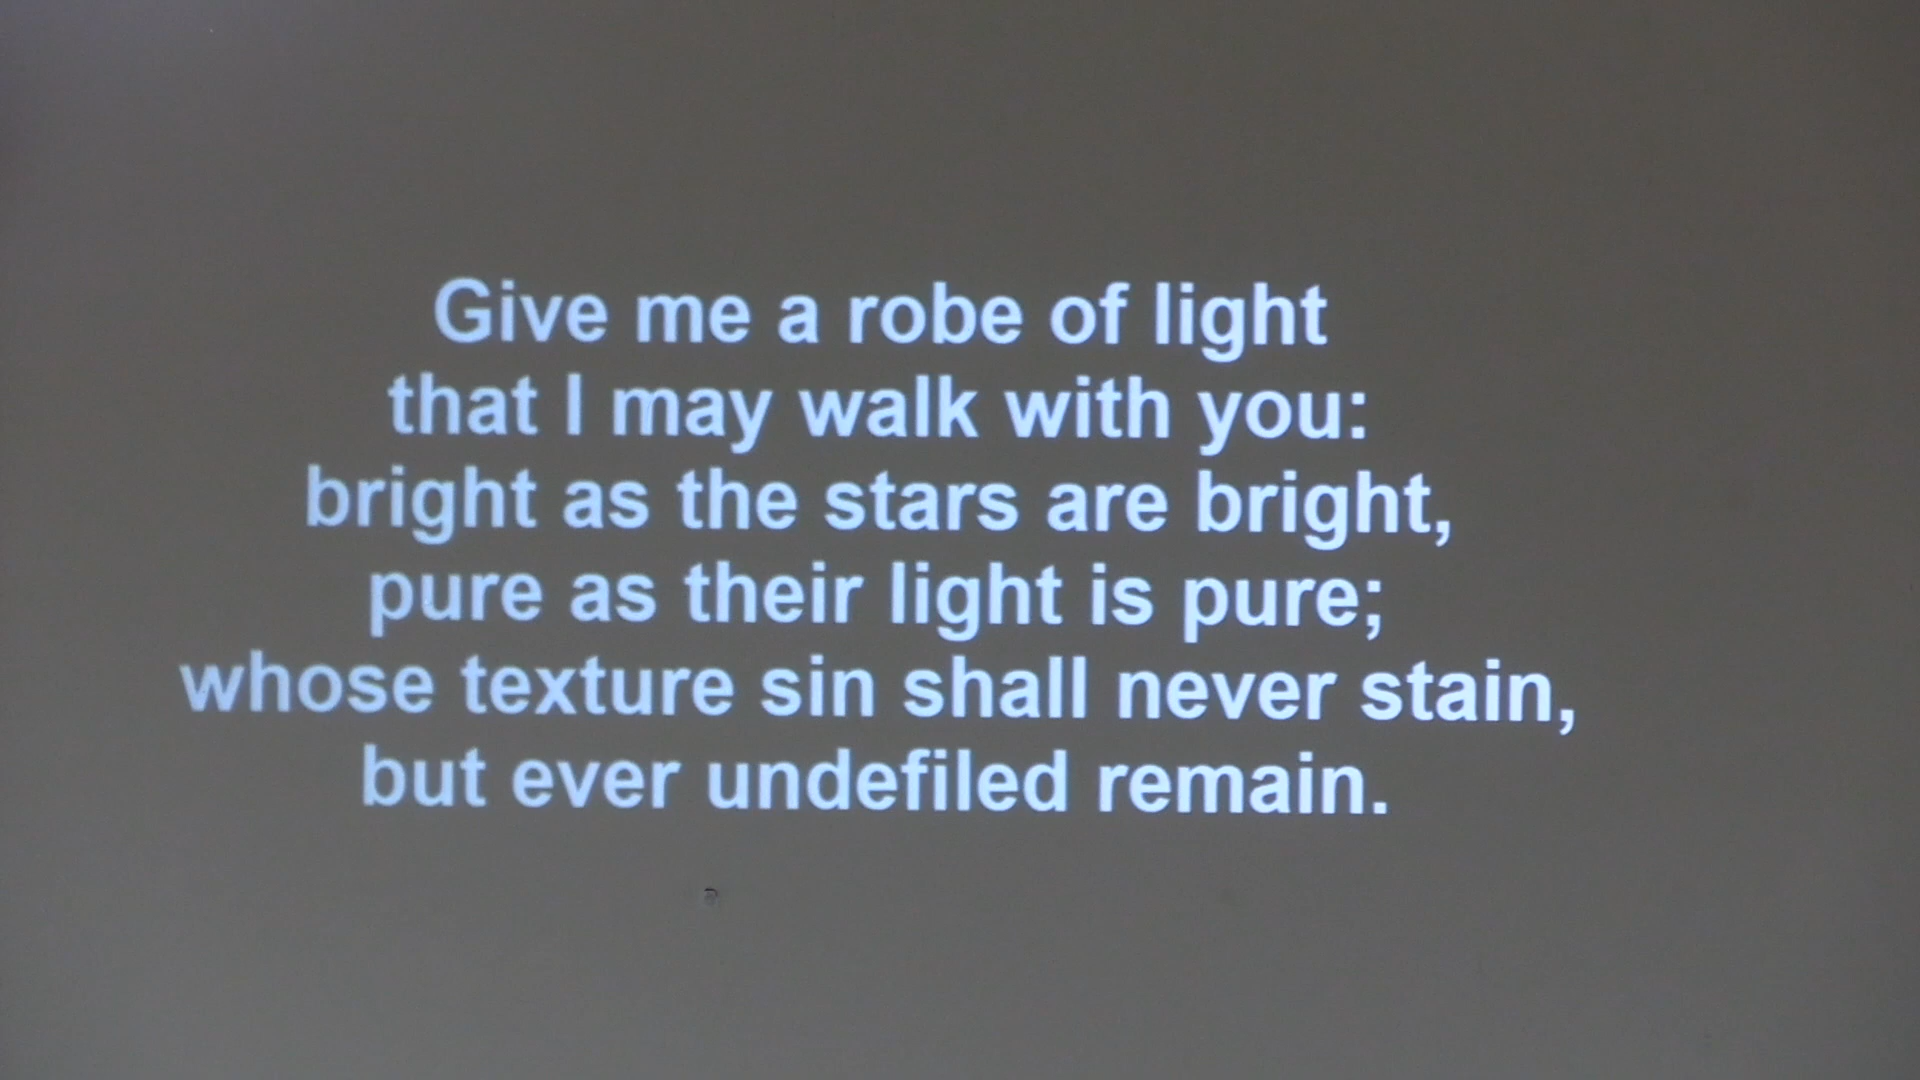 Give me a robe of light
that I may walk with you:
bright as the stars are bright,
pure as their light is pure;
whose texture sin shall never stain,
but ever undefiled remain.